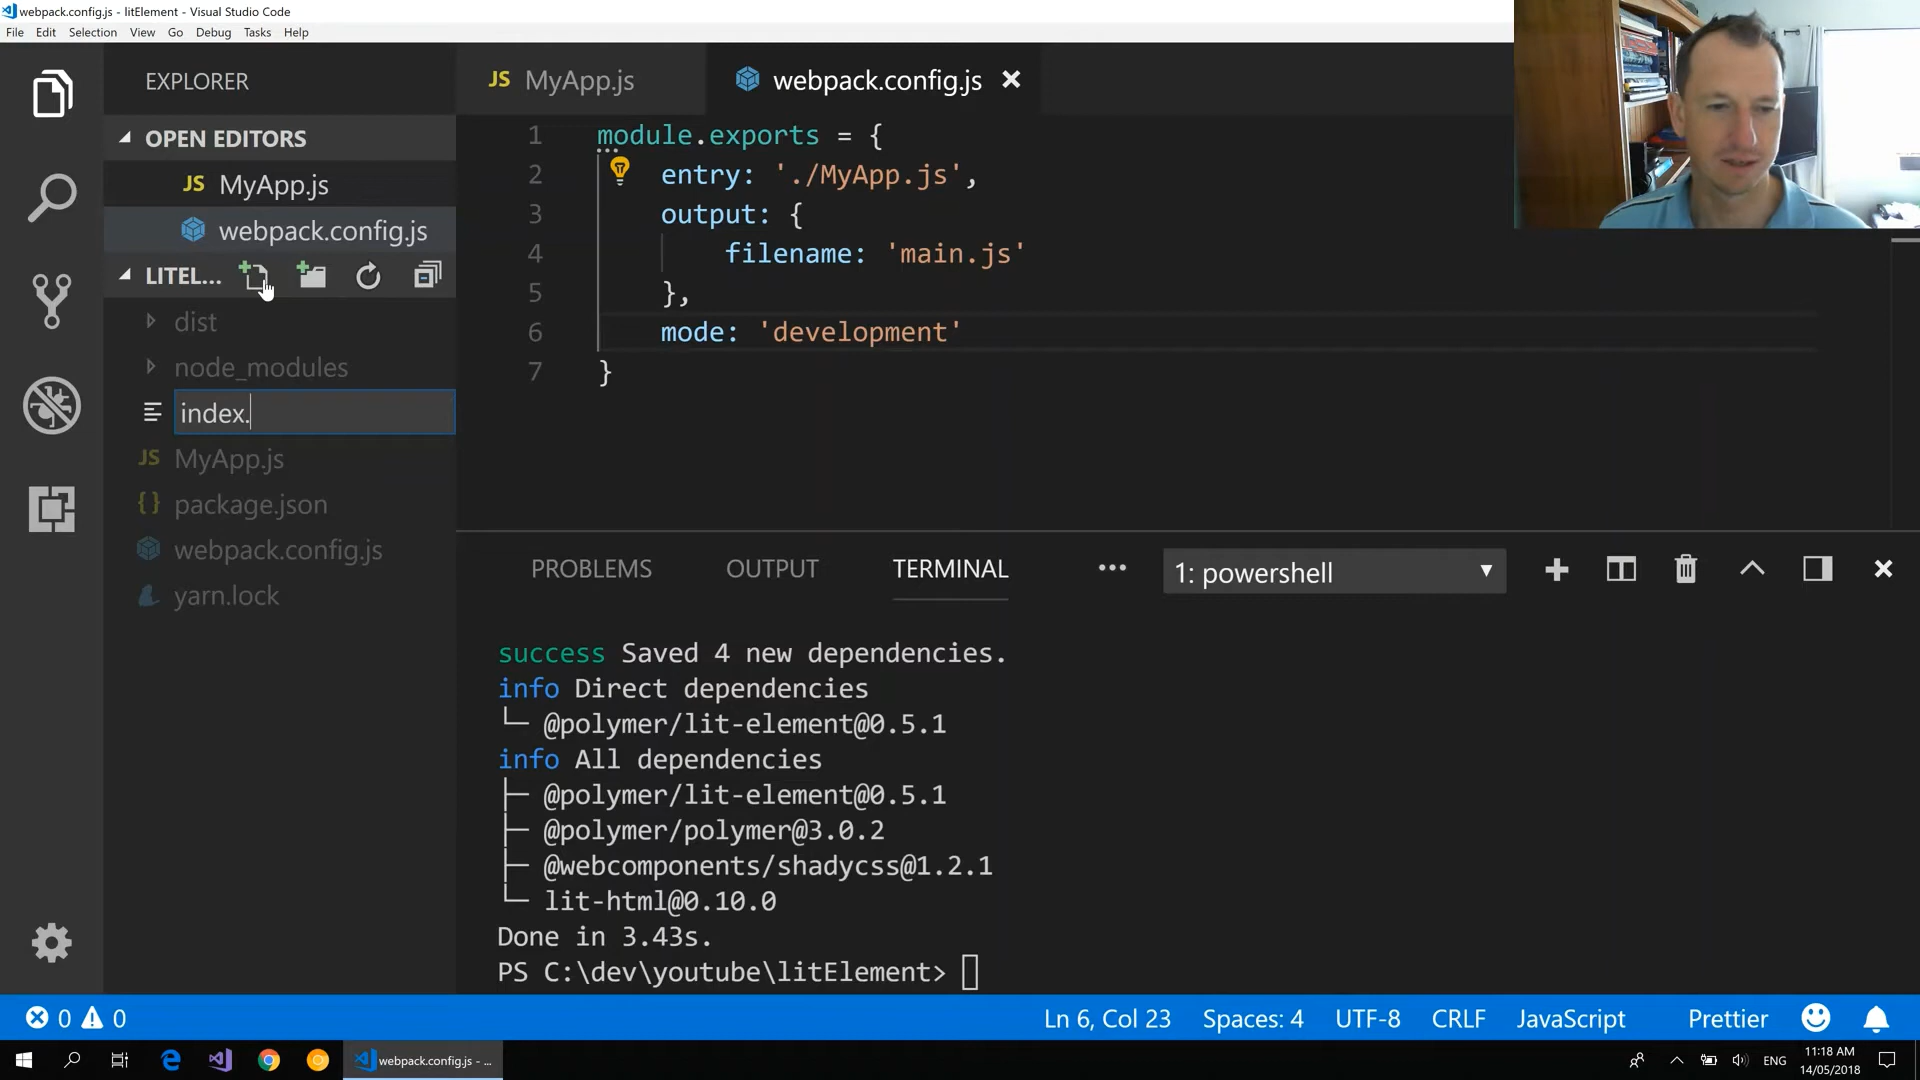 webpack.config.js - litElement - Visual Studio Code
File Edit Selection View Go Debug Tasks Help
EXPLORER
OPEN EDITORS
JS MyApp.js
webpack.config.js
LITEL...
dist
node_modules
index.
JS MyApp.js
{} package.json
webpack.config.js
yarn.lock
JS MyApp.js
webpack.config.js
1 module.exports = {
2 entry: './MyApp.js',
3 output: {
4 filename: 'main.js'
5 },
6 mode: 'development'
7 }
PROBLEMS OUTPUT TERMINAL ••• 1: powershell
success Saved 4 new dependencies.
info Direct dependencies
└─ @polymer/lit-element@0.5.1
info All dependencies
├─ @polymer/lit-element@0.5.1
├─ @polymer/polymer@3.0.2
├─ @webcomponents/shadycss@1.2.1
└─ lit-html@0.10.0
Done in 3.43s.
PS C:\dev\youtube\litElement>
0 0
Ln 6, Col 23 Spaces: 4 UTF-8 CRLF JavaScript Prettier
webpack.config.js - ...
ENG
11:18 AM
14/05/2018